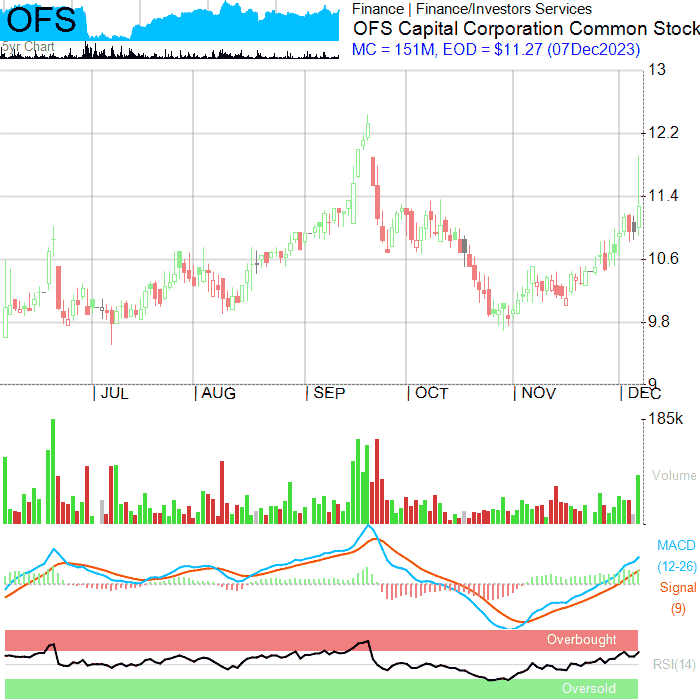 OFS
5yr Chart
Finance | Finance/Investors Services
OFS Capital Corporation Common Stock
MC = 151M, EOD = $11.27 (07Dec2023)
13
12.2
11.4
10.6
9.8
9
JUL AUG SEP OCT NOV DEC
185k
Volume
MACD
(12-26)
Signal
(9)
Overbought
RSI(14)
Oversold